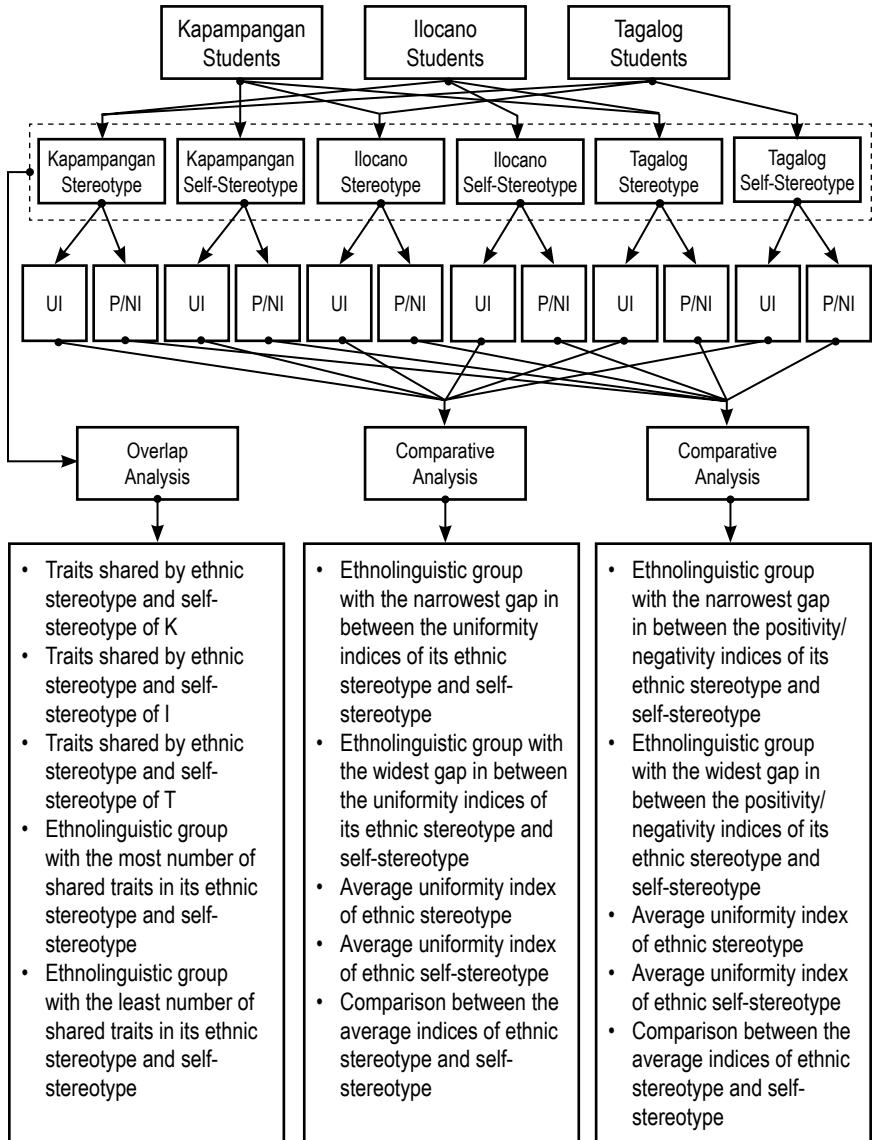 Kapampangan
Students
Ilocano
Students
Tagalog
Students
Kapampangan
Stereotype
Kapampangan
Self-Stereotype
Ilocano
Stereotype
Ilocano
Self-Stereotype
Tagalog
Stereotype
Tagalog
Self-Stereotype
UI
P/NI
UI
P/NI
UI
P/NI
UI
P/NI
UI
P/NI
UI
P/NI
Overlap
Analysis
Comparative
Analysis
Comparative
Analysis
• Traits shared by ethnic
stereotype and self-
stereotype of K
• Traits shared by ethnic
stereotype and self-
stereotype of I
• Traits shared by ethnic
stereotype and self-
stereotype of T
• Ethnolinguistic group
with the most number of
shared traits in its ethnic
stereotype and self-
stereotype
• Ethnolinguistic group
with the least number of
shared traits in its ethnic
stereotype and self-
stereotype
• Ethnolinguistic group
with the narrowest gap in
between the uniformity
indices of its ethnic
stereotype and self-
stereotype
• Ethnolinguistic group with
the widest gap in between
the uniformity indices of
its ethnic stereotype and
self-stereotype
• Average uniformity index
of ethnic stereotype
• Average uniformity index
of ethnic self-stereotype
• Comparison between the
average indices of ethnic
stereotype and self-
stereotype
• Ethnolinguistic group
with the narrowest gap
in between the positivity/
negativity indices of its
ethnic stereotype and
self-stereotype
• Ethnolinguistic group
with the widest gap in
between the positivity/
negativity indices of its
ethnic stereotype and
self-stereotype
• Average uniformity index
of ethnic stereotype
• Average uniformity index
of ethnic self-stereotype
• Comparison between the
average indices of ethnic
stereotype and self-
stereotype